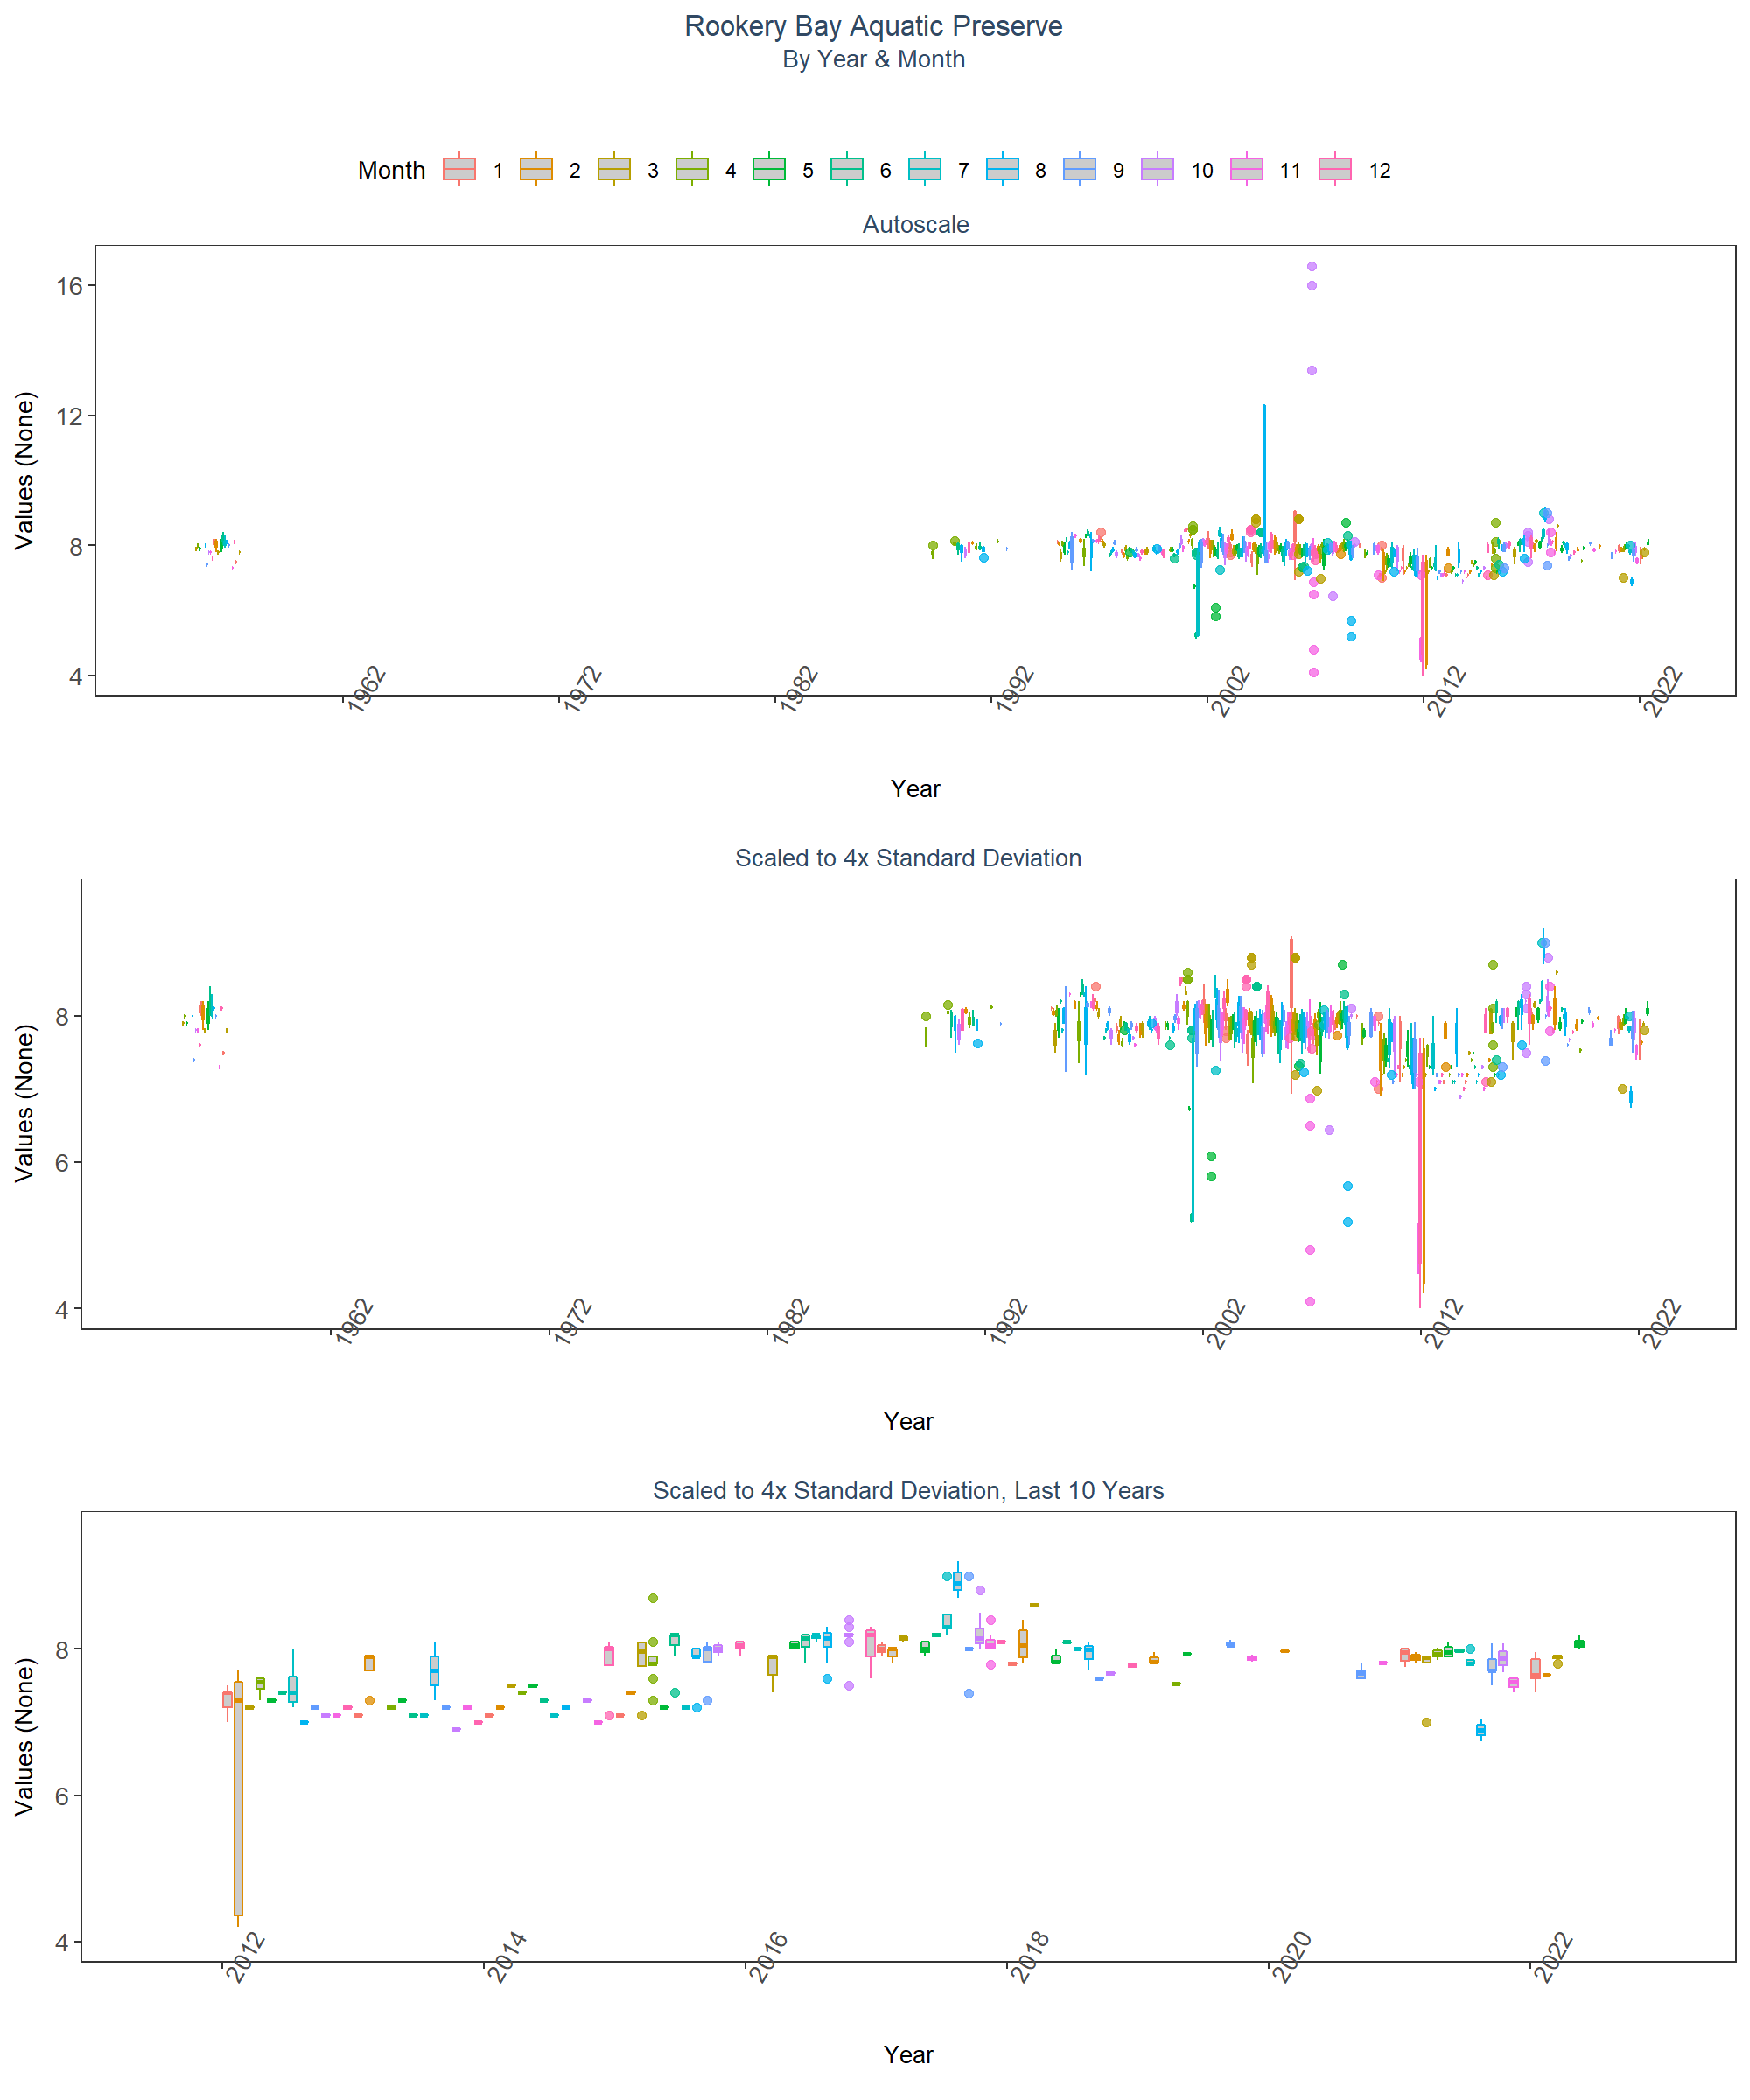 Rookery Bay Aquatic Preserve
By Year & Month
Month 1 2 3 4 5 6 7 8 9 10 11 12
Autoscale
Values (None)
16
12
8
4
1962 1972 1982 1992 2002 2012 2022
Year
Scaled to 4x Standard Deviation
Values (None)
8
6
4
1962 1972 1982 1992 2002 2012 2022
Year
Scaled to 4x Standard Deviation, Last 10 Years
Values (None)
8
6
4
2012 2014 2016 2018 2020 2022
Year